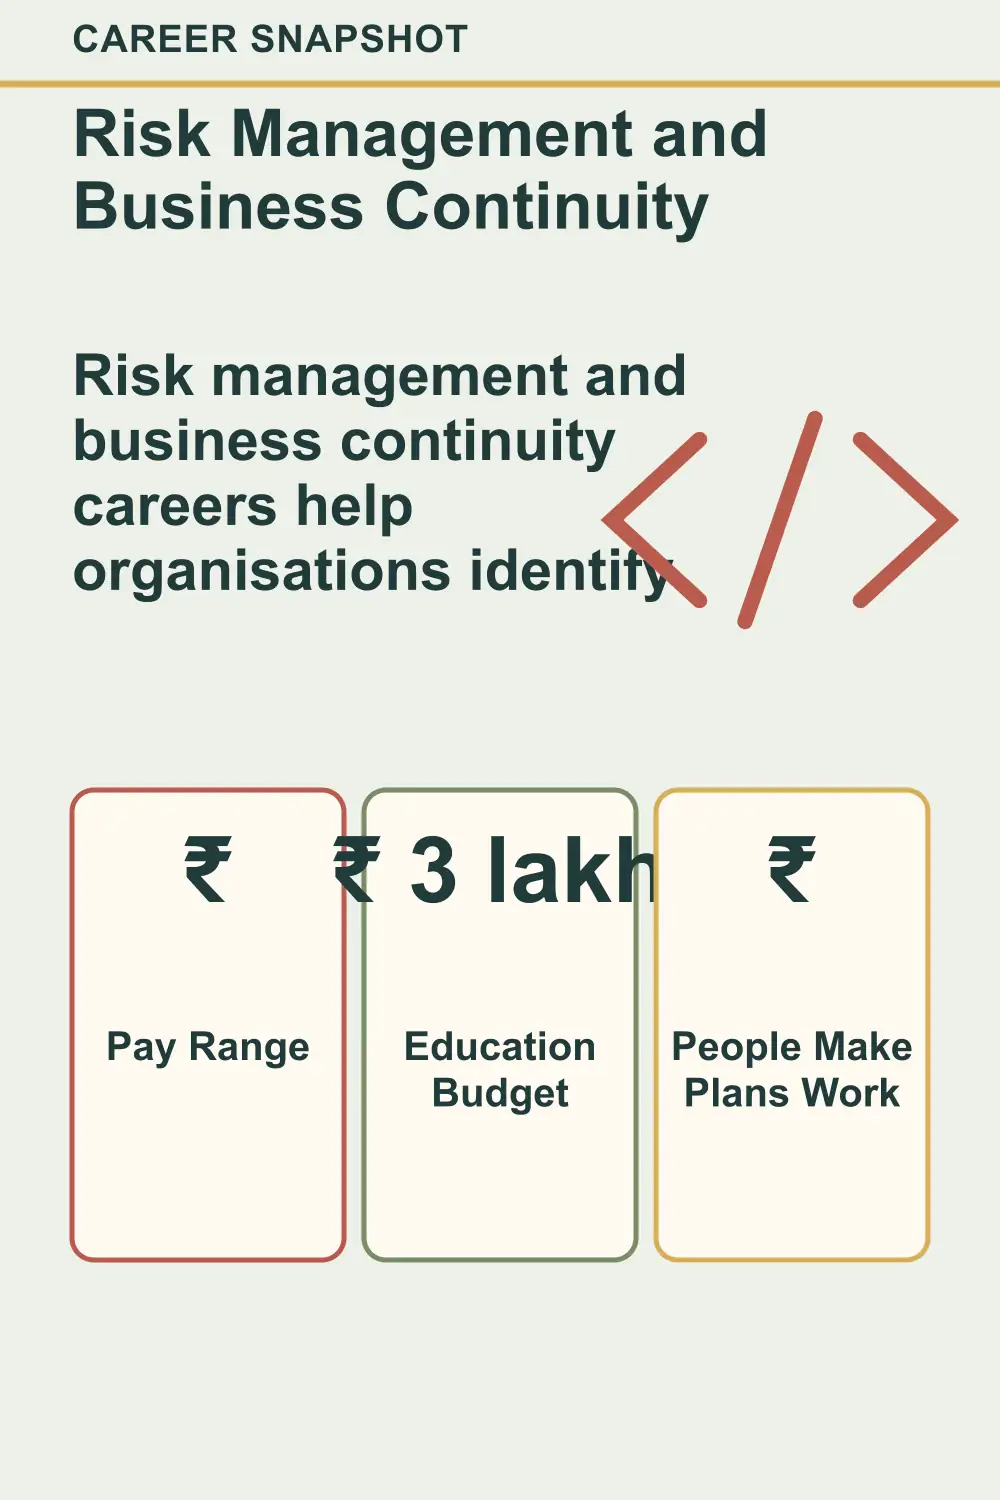 CAREER SNAPSHOT
Risk Management and
Business Continuity
Risk management and
business continuity
careers help
organisations identify
₹
₹ 3 lakh
₹
Pay Range
Education
Budget
People Make
Plans Work